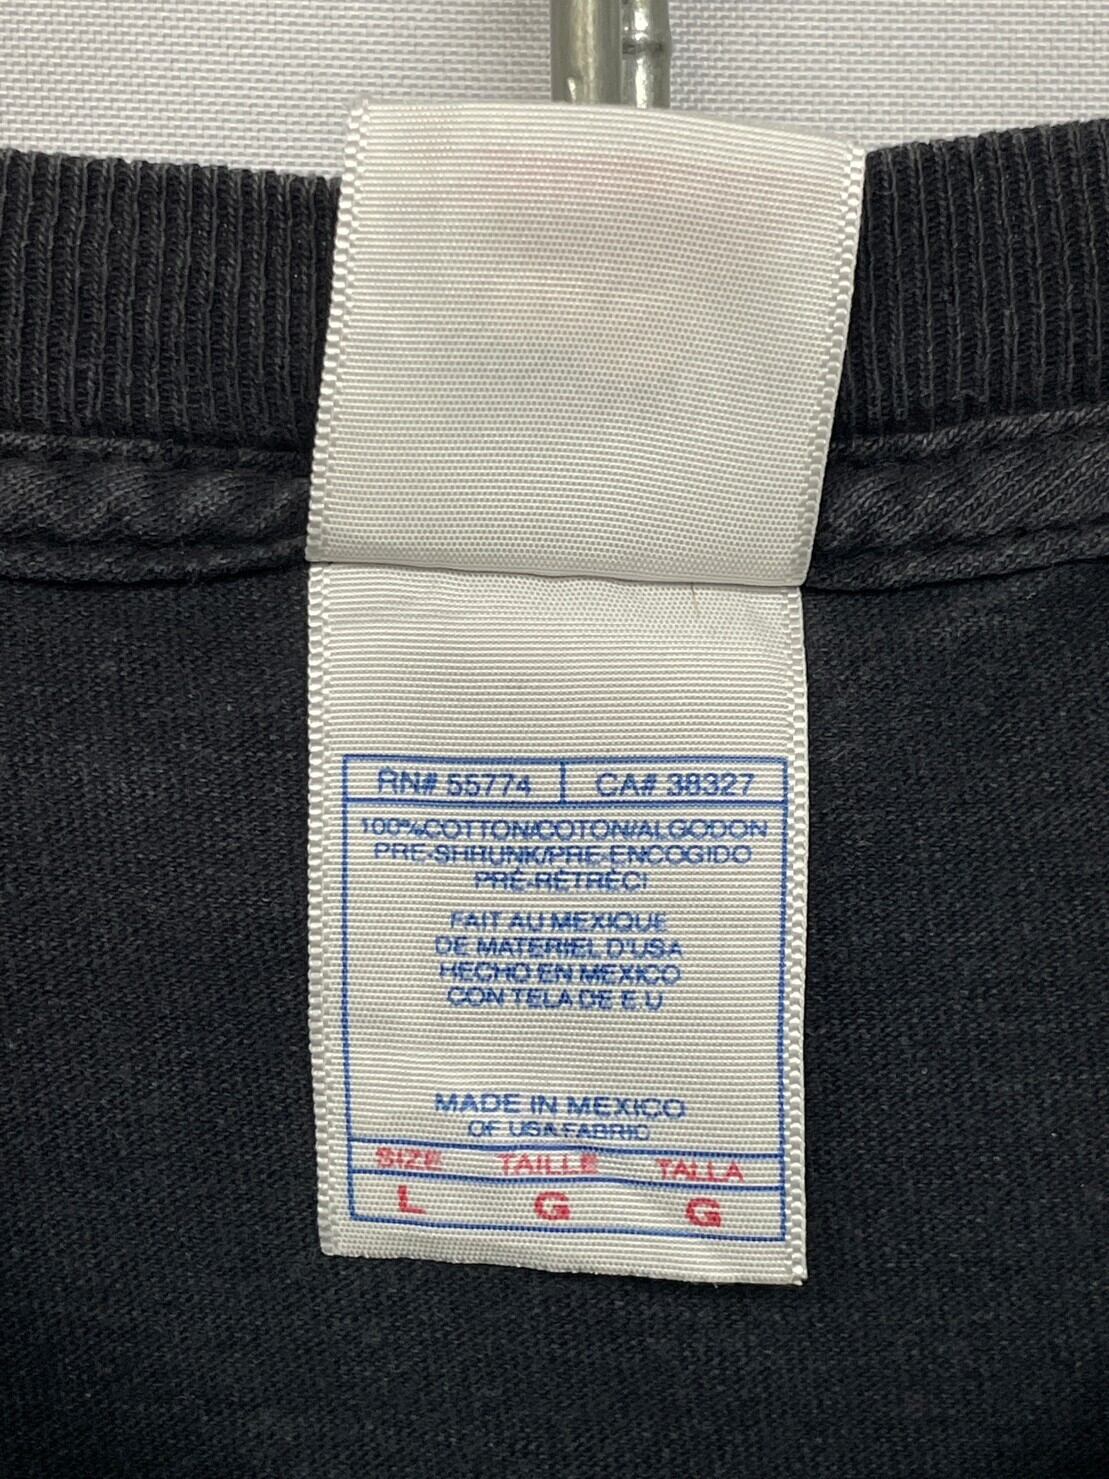 RN# 55774 | CA# 38327
100%COTTON/COTON/ALGODON
PRE-SHRUNK/PRE-ENCOGIDO
PRÉ-RÉTRÉCI
FAIT AU MEXIQUE
DE MATERIEL D'USA
HECHO EN MEXICO
CON TELA DE E.U
MADE IN MEXICO
OF USA FABRIC
SIZE TAILLE TALLA
L G G